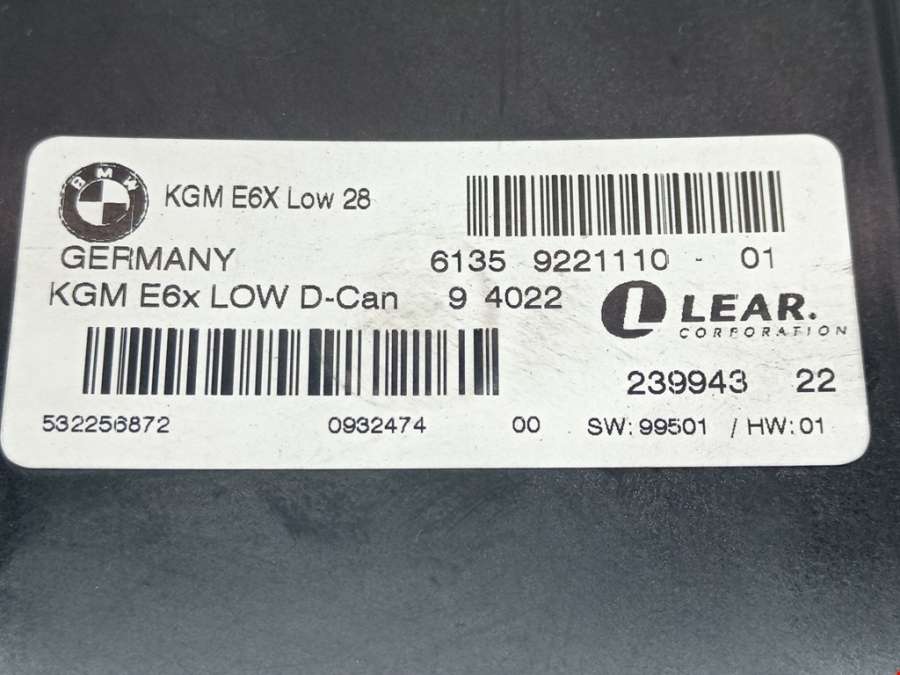 BMW KGM E6X Low 28
GERMANY 6135 9221110 - 01
KGM E6x LOW D-Can 9 4022
L LEAR.
CORPORATION
239943 22
532256872 0932474 00 SW: 99501 / HW: 01